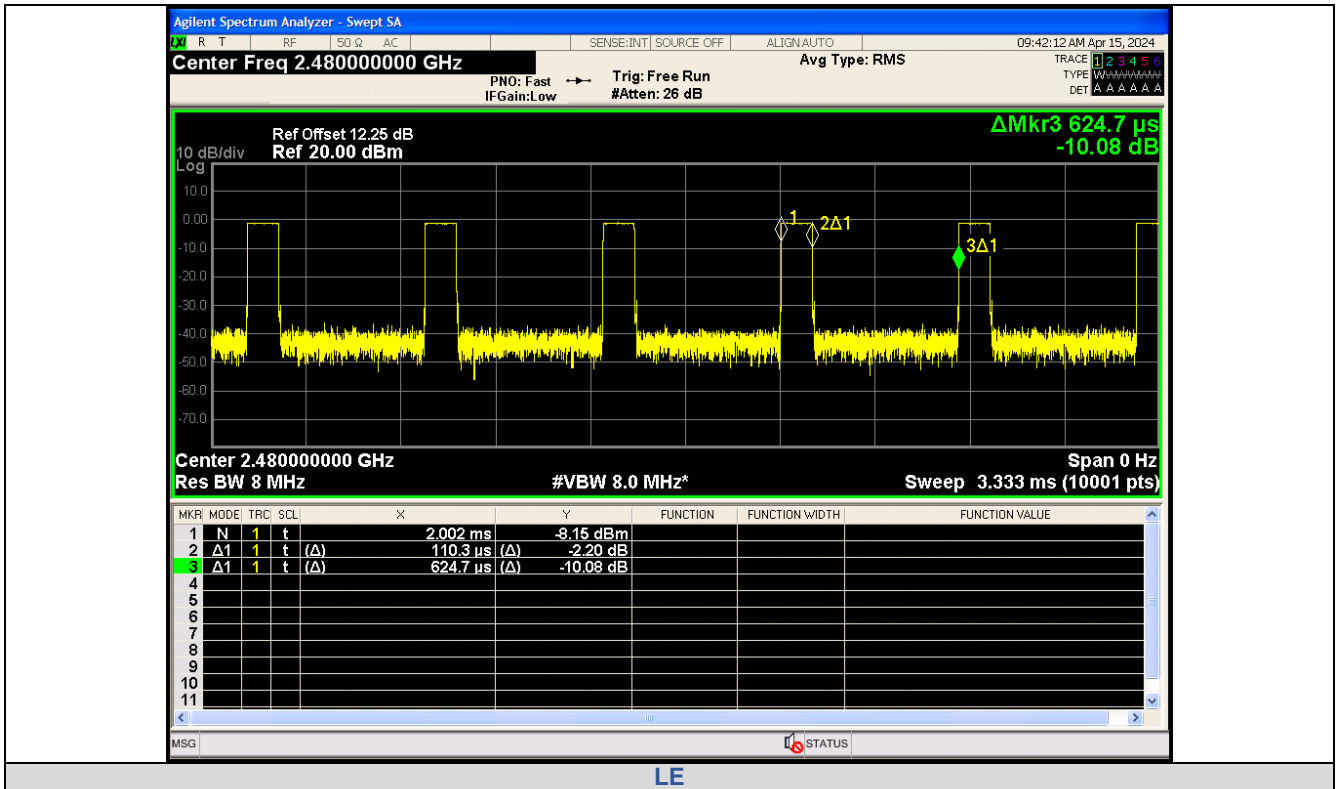 Agilent Spectrum Analyzer - Swept SA
LXI R T RF 50 Ω AC SENSE:INT SOURCE OFF ALIGN AUTO 09:42:12 AM Apr 15, 2024
Center Freq 2.480000000 GHz Avg Type: RMS TRACE 1 2 3 4 5 6
PNO: Fast Trig: Free Run TYPE WWWWWW
IFGain:Low #Atten: 26 dB DET A A A A A A
ΔMkr3 624.7 µs
Ref Offset 12.25 dB
10 dB/div Ref 20.00 dBm -10.08 dB
Log
10.0
0.00 1 2Δ1
-10.0 3Δ1
-20.0
-30.0
-40.0
-50.0
-60.0
-70.0
Center 2.480000000 GHz Span 0 Hz
Res BW 8 MHz #VBW 8.0 MHz* Sweep 3.333 ms (10001 pts)
MKR MODE TRC SCL X Y FUNCTION FUNCTION WIDTH FUNCTION VALUE
1 N 1 t 2.002 ms -8.15 dBm
2 Δ1 1 t (Δ) 110.3 µs (Δ) -2.20 dB
3 Δ1 1 t (Δ) 624.7 µs (Δ) -10.08 dB
4
5
6
7
8
9
10
11
MSG STATUS
LE